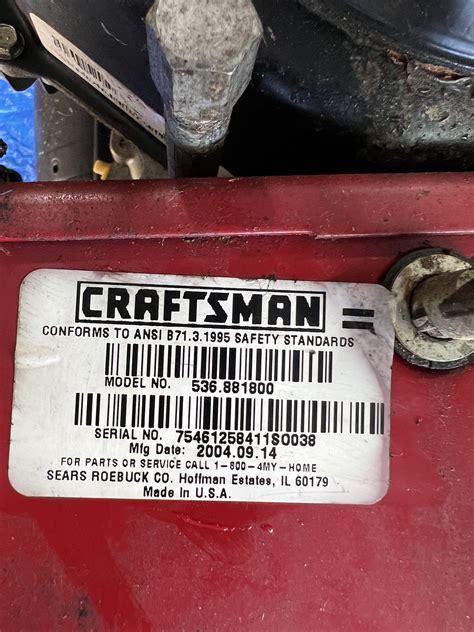 CRAFTSMAN
CONFORMS TO ANSI B71.3.1995 SAFETY STANDARDS
MODEL NO. 536.881800
SERIAL NO. 75461258411S0038
Mfg Date: 2004.09.14
FOR PARTS OR SERVICE CALL 1-800-4MY-HOME
SEARS ROEBUCK CO. Hoffman Estates, IL 60179
Made in U.S.A.